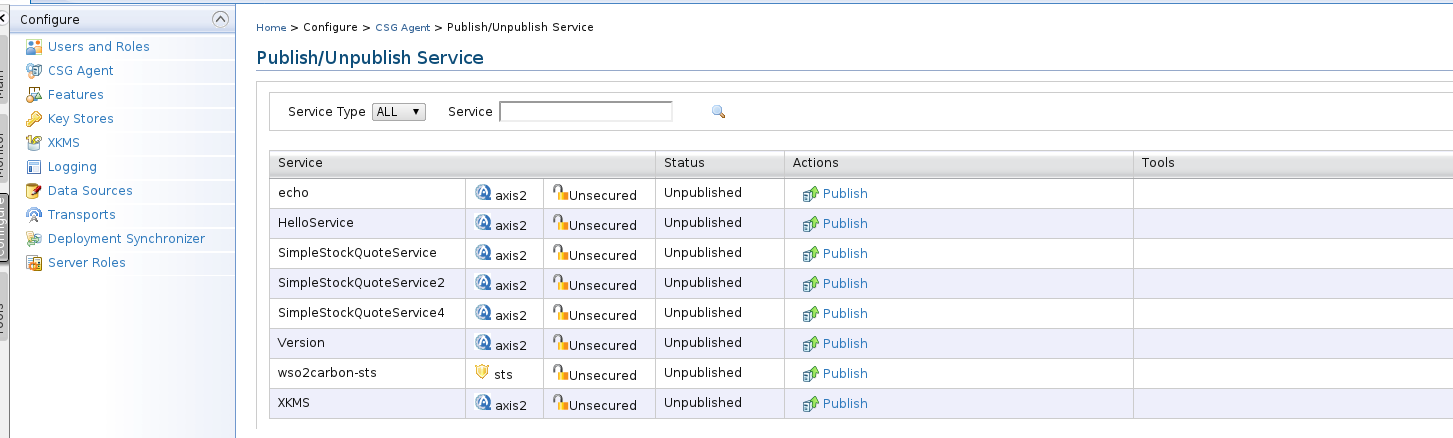 Configure
Users and Roles
CSG Agent
Features
Key Stores
XKMS
Logging
Data Sources
Transports
Deployment Synchronizer
Server Roles
Home > Configure > CSG Agent > Publish/Unpublish Service
Publish/Unpublish Service
Service Type ALL Service
Service Status Actions Tools
echo axis2 Unsecured Unpublished Publish
HelloService axis2 Unsecured Unpublished Publish
SimpleStockQuoteService axis2 Unsecured Unpublished Publish
SimpleStockQuoteService2 axis2 Unsecured Unpublished Publish
SimpleStockQuoteService4 axis2 Unsecured Unpublished Publish
Version axis2 Unsecured Unpublished Publish
wso2carbon-sts sts Unsecured Unpublished Publish
XKMS axis2 Unsecured Unpublished Publish